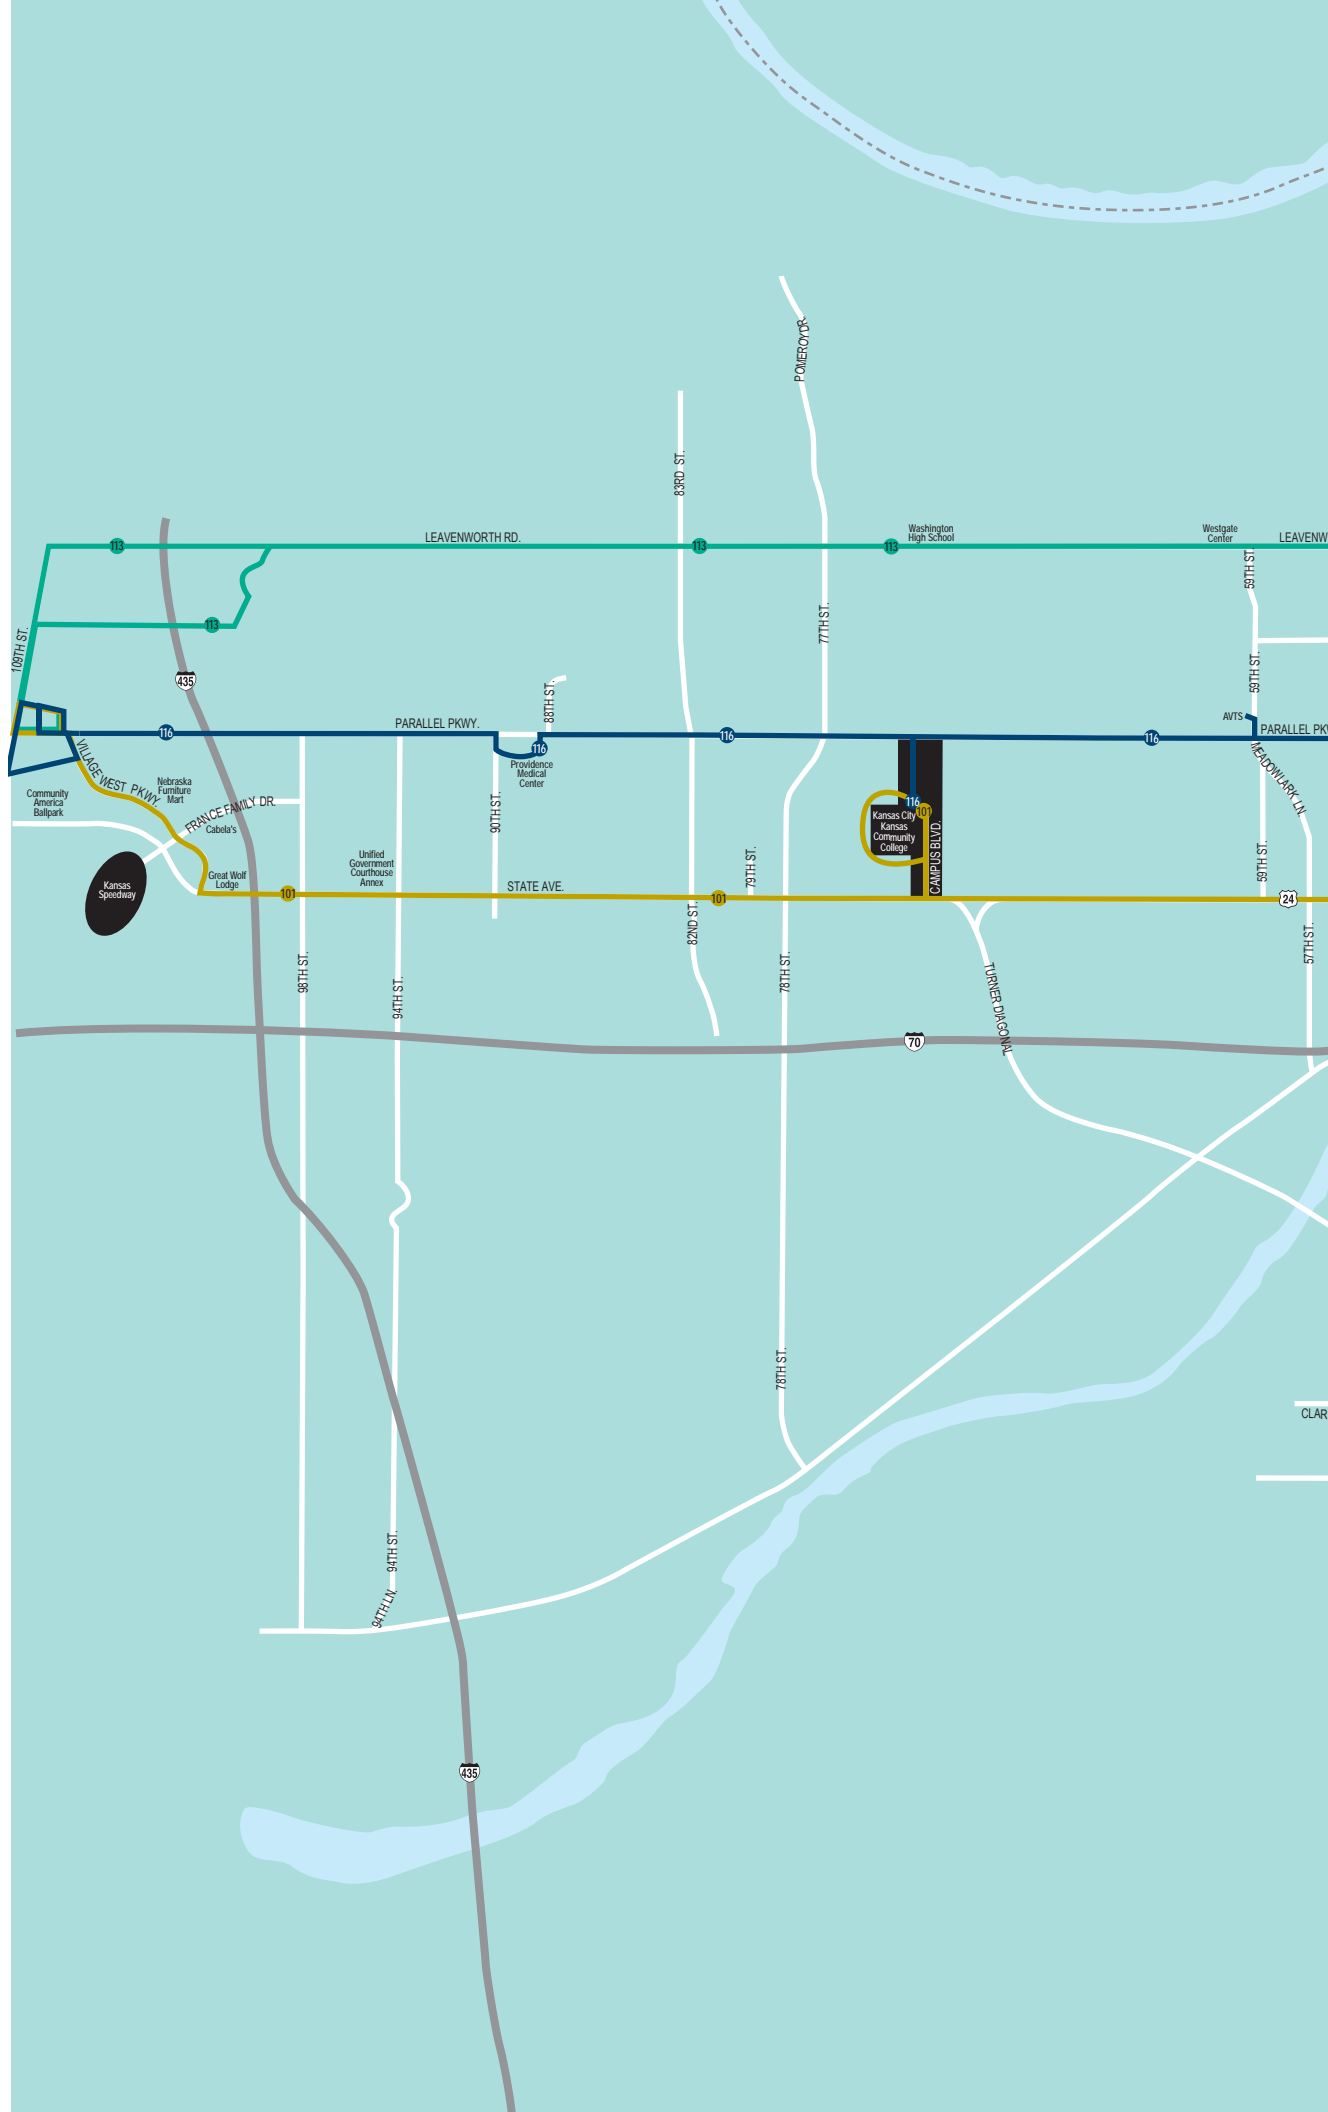 POMEROY DR.
83RD ST.
Washington
High School
Westgate
Center
LEAVENWORTH RD.
LEAVENW
113
113
113
59TH ST.
113
77TH ST.
109TH ST.
59TH ST.
435
88TH ST.
AVTS
PARALLEL PKWY.
PARALLEL PKW
116
116
116
116
VILLAGE WEST PKWY.
Providence
Medical
Center
MEADOWLARK LN.
Nebraska
Furniture
Mart
Community
America
Ballpark
FRANCE FAMILY DR.
Cabela's
90TH ST.
116
101
Kansas City
Kansas
Community
College
CAMPUS BLVD.
Unified
Government
Courthouse
Annex
79TH ST.
59TH ST.
Great Wolf
Lodge
Kansas
Speedway
STATE AVE.
101
101
24
82ND ST.
57TH ST.
98TH ST.
94TH ST.
78TH ST.
TURNER DIAGONAL
70
78TH ST.
CLAR
94TH ST.
94TH LN.
435